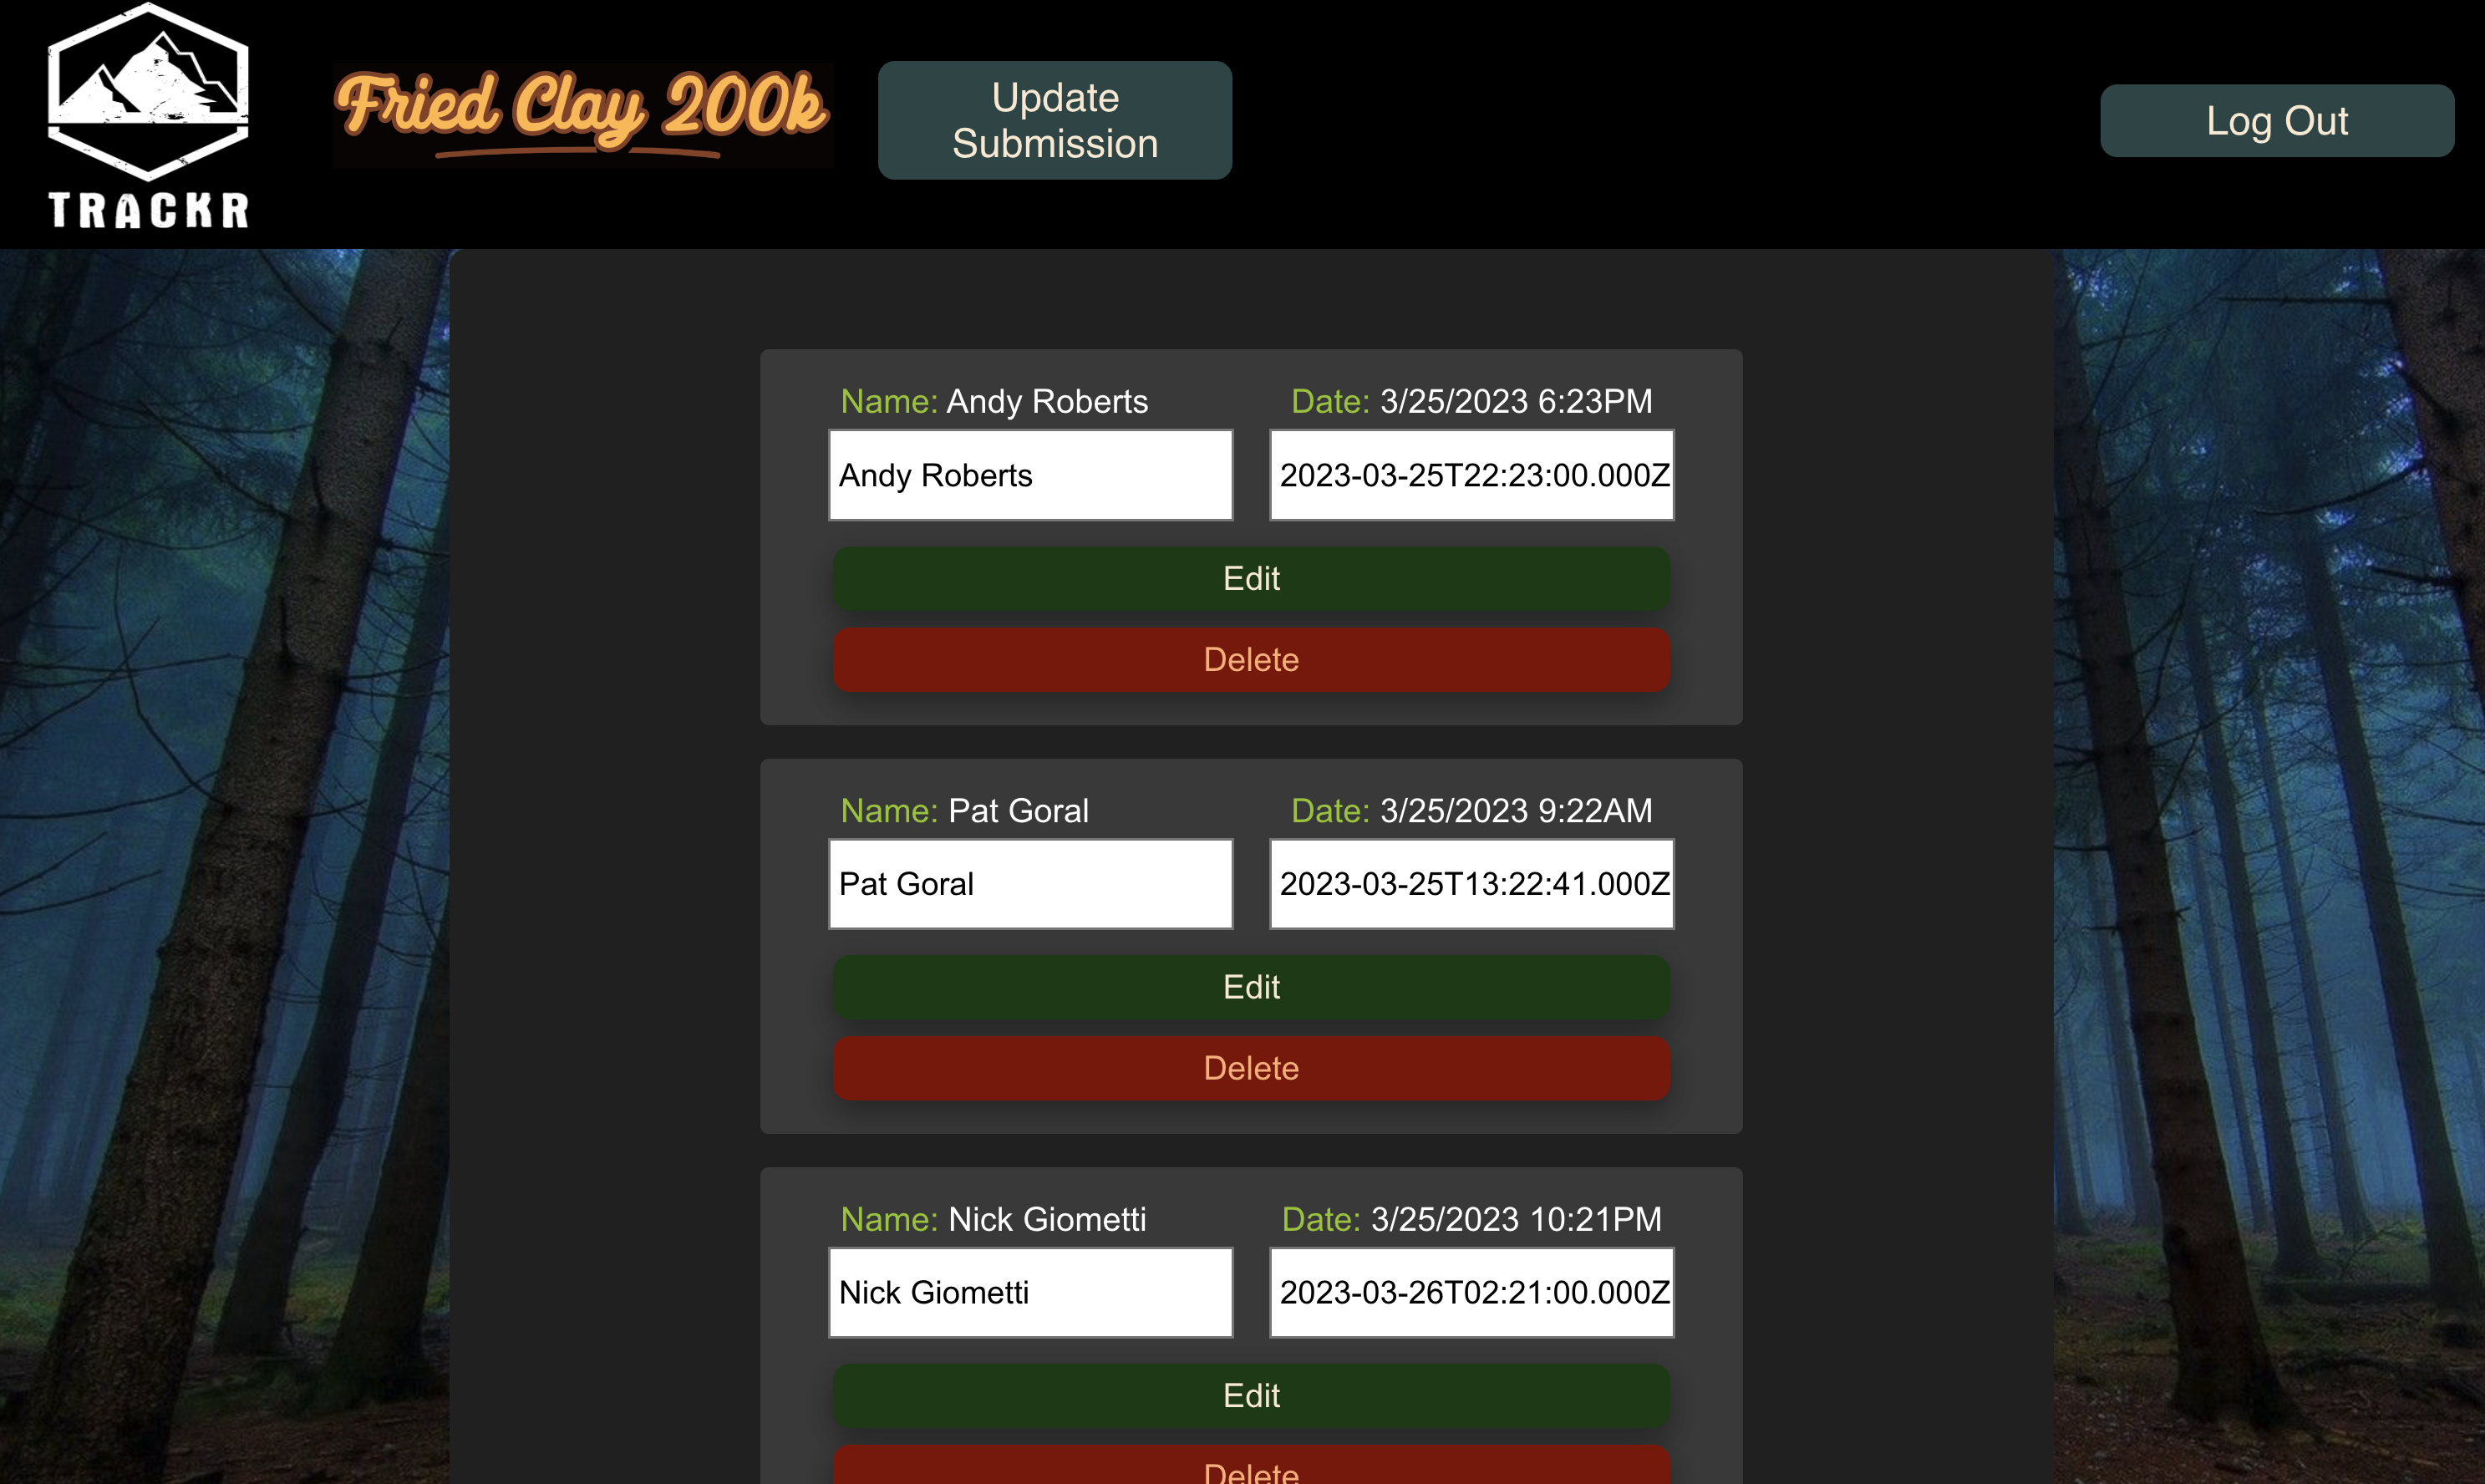 TRACKR
Fried Clay 200k
Update
Submission
Log Out
Name: Andy Roberts
Date: 3/25/2023 6:23PM
Andy Roberts
2023-03-25T22:23:00.000Z
Edit
Delete
Name: Pat Goral
Date: 3/25/2023 9:22AM
Pat Goral
2023-03-25T13:22:41.000Z
Edit
Delete
Name: Nick Giometti
Date: 3/25/2023 10:21PM
Nick Giometti
2023-03-26T02:21:00.000Z
Edit
Delete